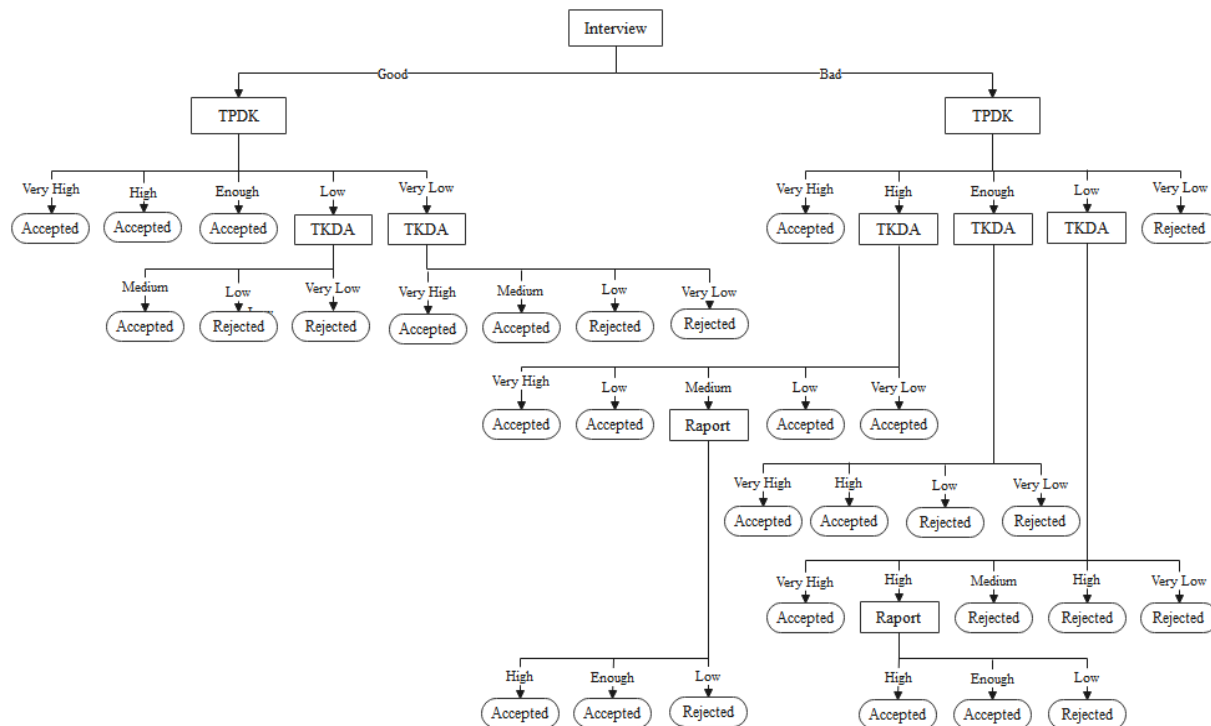 Interview
Good Bad
TPDK TPDK
Very High High Enough Low Very Low
Very High High Enough Low Very Low
Accepted Accepted Accepted TKDA TKDA
Accepted TKDA TKDA TKDA Rejected
Medium Low Very Low
Very High Medium Low Very Low
Accepted Rejected Rejected
Accepted Accepted Rejected Rejected
Very High Low Medium Low Very Low
Accepted Accepted Raport Accepted Accepted
Very High High Low Very Low
Accepted Accepted Rejected Rejected
Very High High Medium High Very Low
Accepted Raport Rejected Rejected Rejected
High Enough Low
High Enough Low
Accepted Accepted Rejected
Accepted Accepted Rejected